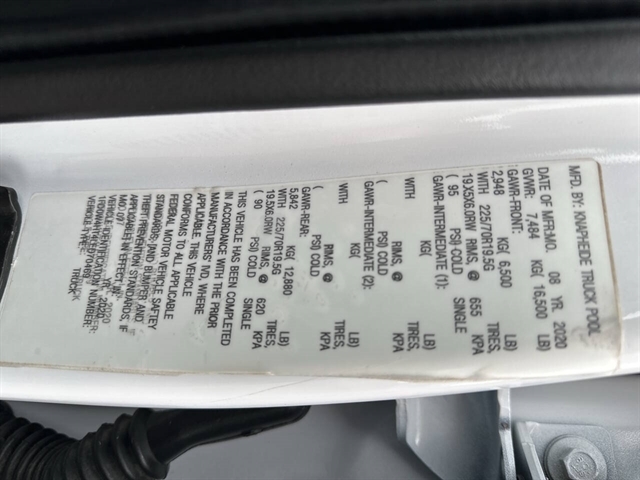 MFD. BY: KNAPHEIDE TRUCK POOL
DATE OF MFR:MO. 08 YR. 2020
GVWR: 7,484 KG( 16,500 LB)
GAWR-FRONT:
2,948 KG( 6,500 LB)
WITH 225/70R19.5G TIRES,
19.5X6.0RW RIMS, @ 655 KPA
( 95 PSI) COLD SINGLE
GAWR-INTERMEDIATE (1):
KG( LB)
WITH TIRES,
RIMS, @ KPA
( PSI) COLD
GAWR-INTERMEDIATE (2):
KG( LB)
WITH TIRES,
RIMS, @ KPA
( PSI) COLD
GAWR-REAR:
5,842 KG( 12,880 LB)
WITH 225/70R19.5G TIRES,
19.5X6.0RW RIMS, @ 620 KPA
( 90 PSI) COLD
THIS VEHICLE HAS BEEN COMPLETED
IN ACCORDANCE WITH THE PRIOR
MANUFACTURERS' IVD, WHERE
APPLICABLE. THIS VEHICLE
CONFORMS TO ALL APPLICABLE
FEDERAL MOTOR VEHICLE SAFTEY
STANDARDS, AND BUMPER AND
THEFT PREVENTION STANDARDS, IF
APPLICABLE, IN EFFECT IN:
MO. 07 YR. 2020
VEHICLE IDENTIFICATION NUMBER:
VEHICLE TYPE: TRUCK